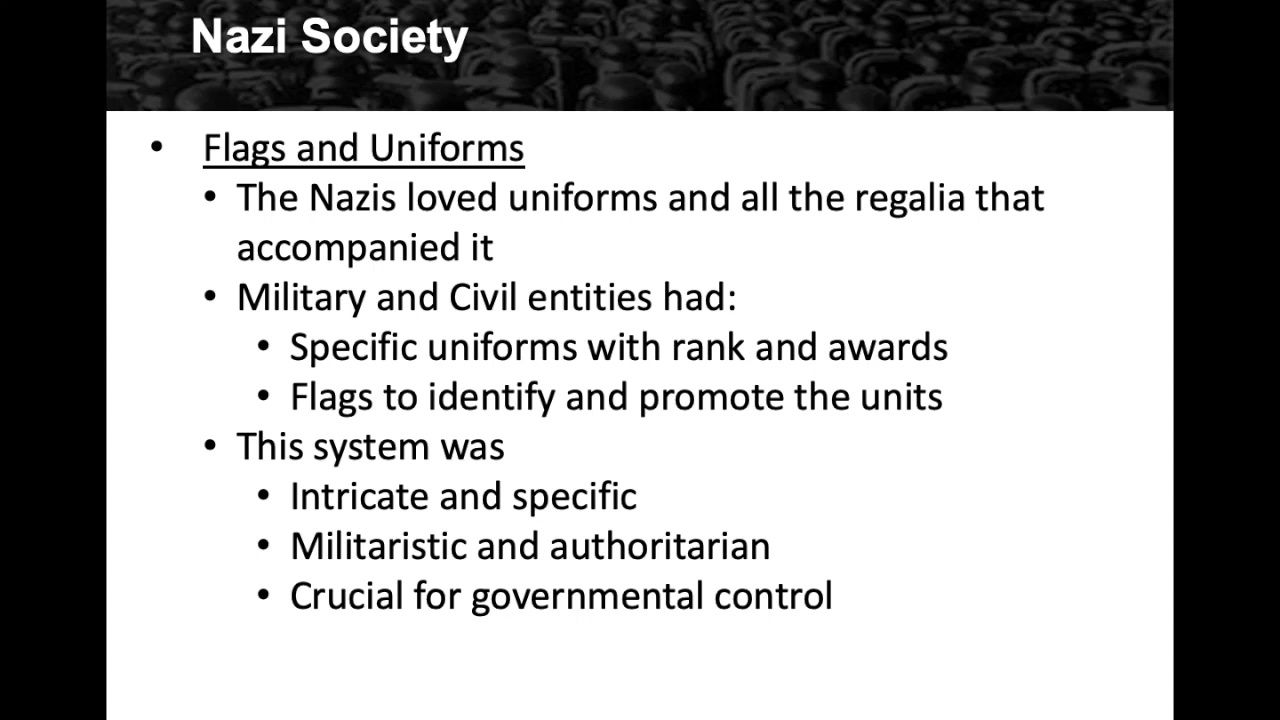 Nazi Society
• Flags and Uniforms
• The Nazis loved uniforms and all the regalia that
accompanied it
• Military and Civil entities had:
• Specific uniforms with rank and awards
• Flags to identify and promote the units
• This system was
• Intricate and specific
• Militaristic and authoritarian
• Crucial for governmental control